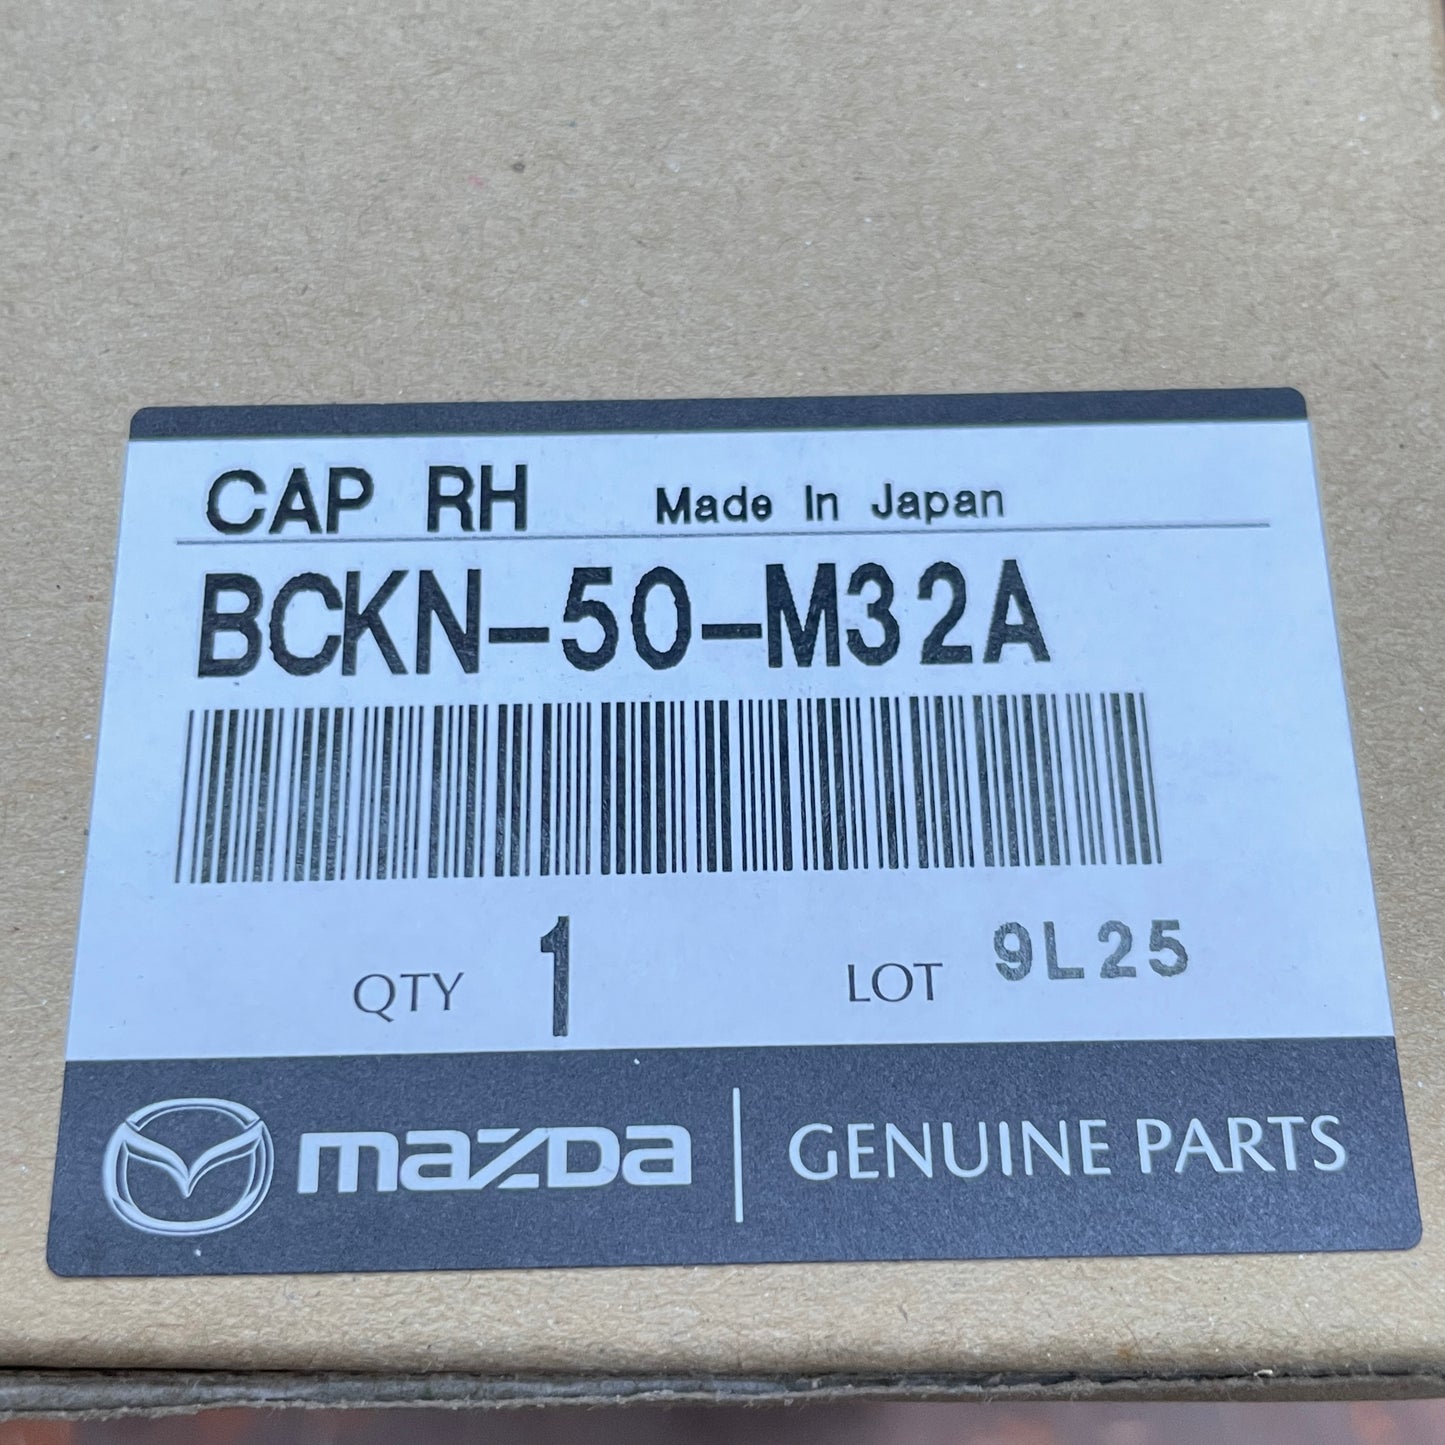 CAP RH Made In Japan
BCKN-50-M32A
QTY 1 LOT 9L25
mazda GENUINE PARTS